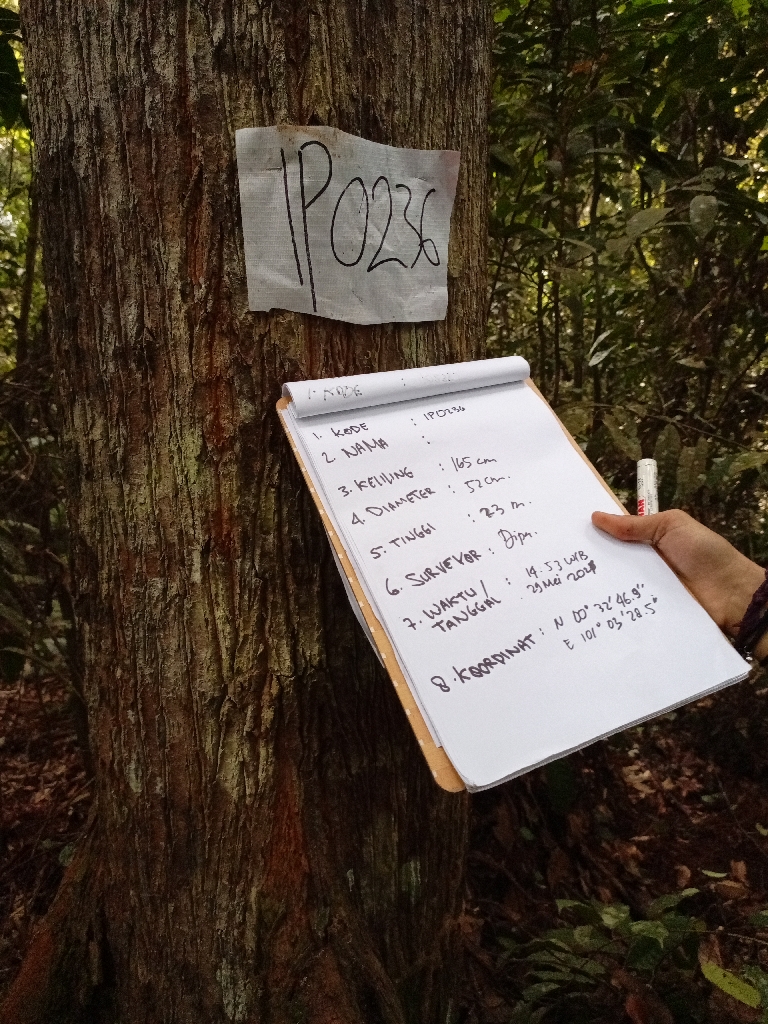 IP0236
1. KODE : IP0236
2. NAMA :
3. KELILING : 165 cm
4. DIAMETER : 52 cm.
5. TINGGI : 23 m.
6. SURVEYOR : Dipa.
7. WAKTU / : 14.53 WIB
TANGGAL 29 Mei 2024
8. KOORDINAT : N 00° 32' 46.9"
E 101° 03' 28.5"